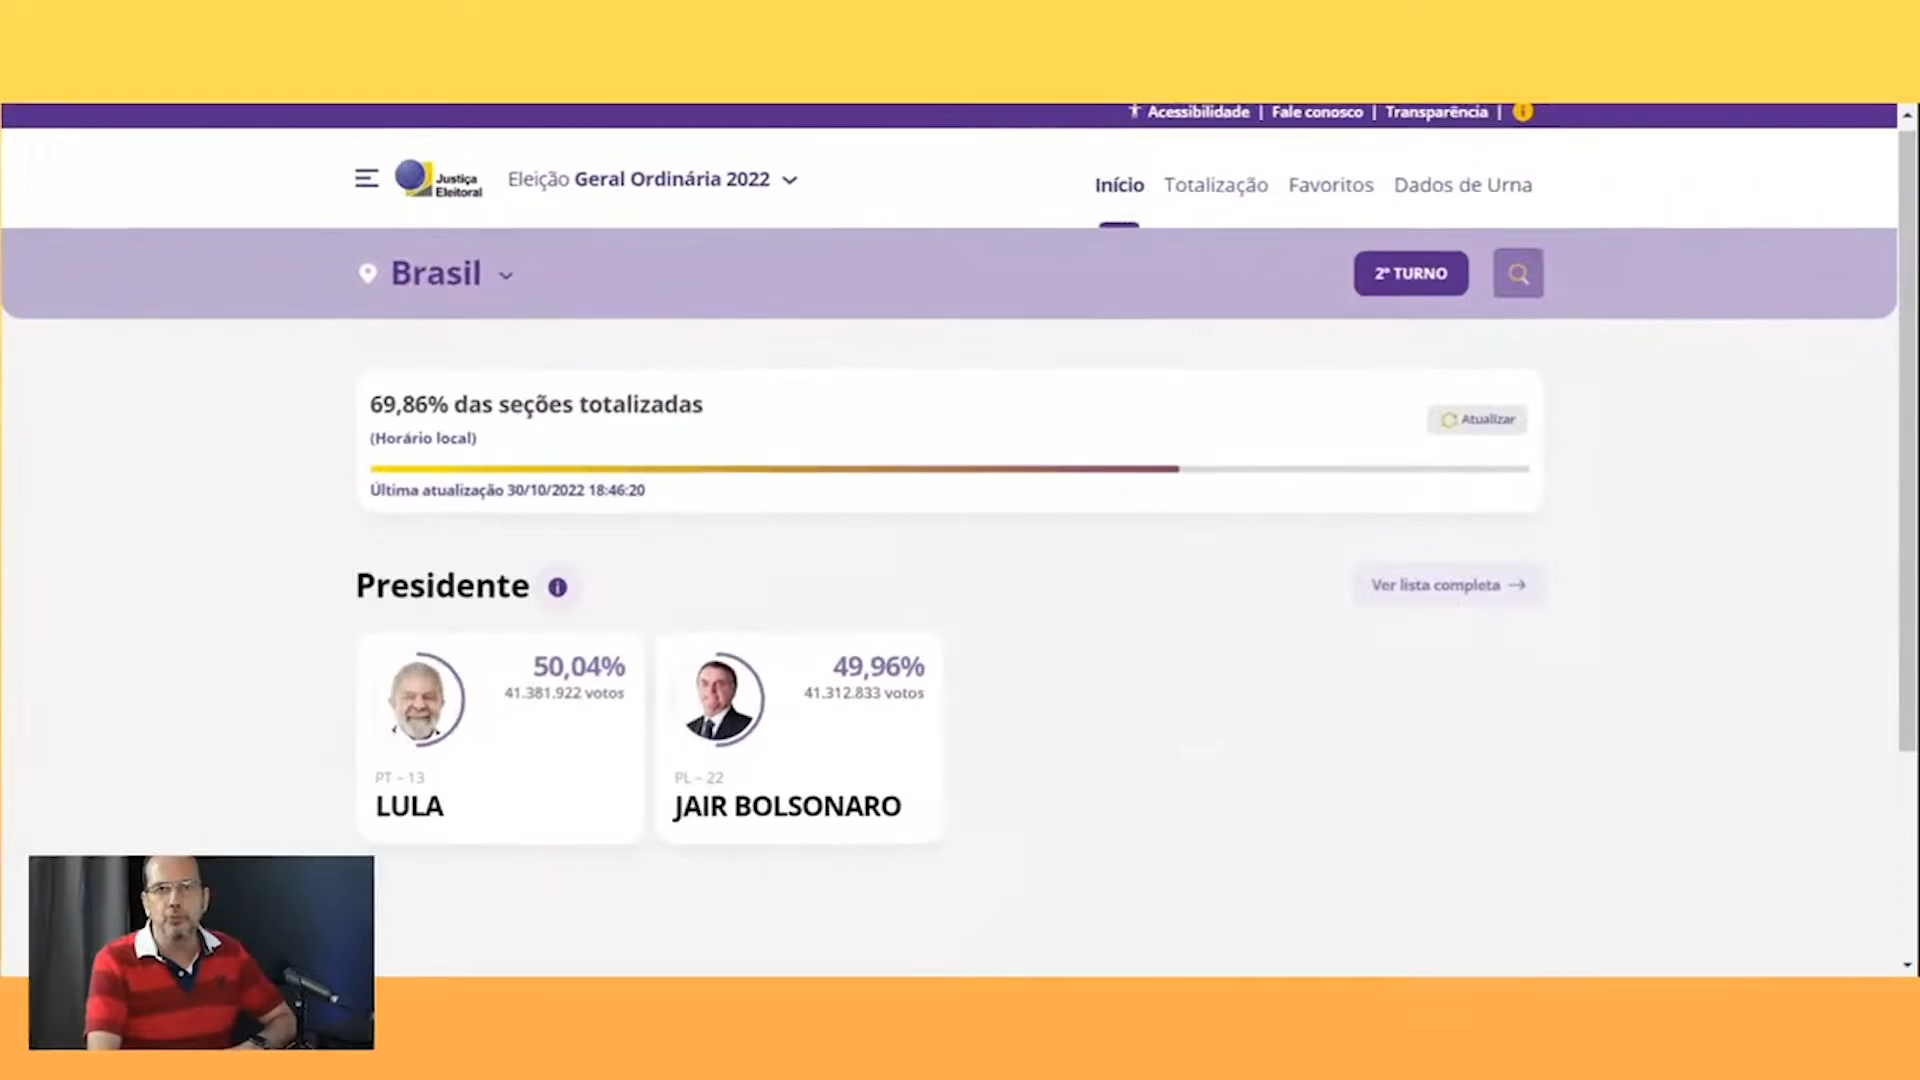 Acessibilidade | Fale conosco | Transparência |
Justiça
Eleitoral
Eleição Geral Ordinária 2022
Início Totalização Favoritos Dados de Urna
Brasil
2º TURNO
69,86% das seções totalizadas
(Horário local)
Atualizar
Última atualização 30/10/2022 18:46:20
Presidente
Ver lista completa
50,04%
41.381.922 votos
PT – 13
LULA
49,96%
41.312.833 votos
PL – 22
JAIR BOLSONARO